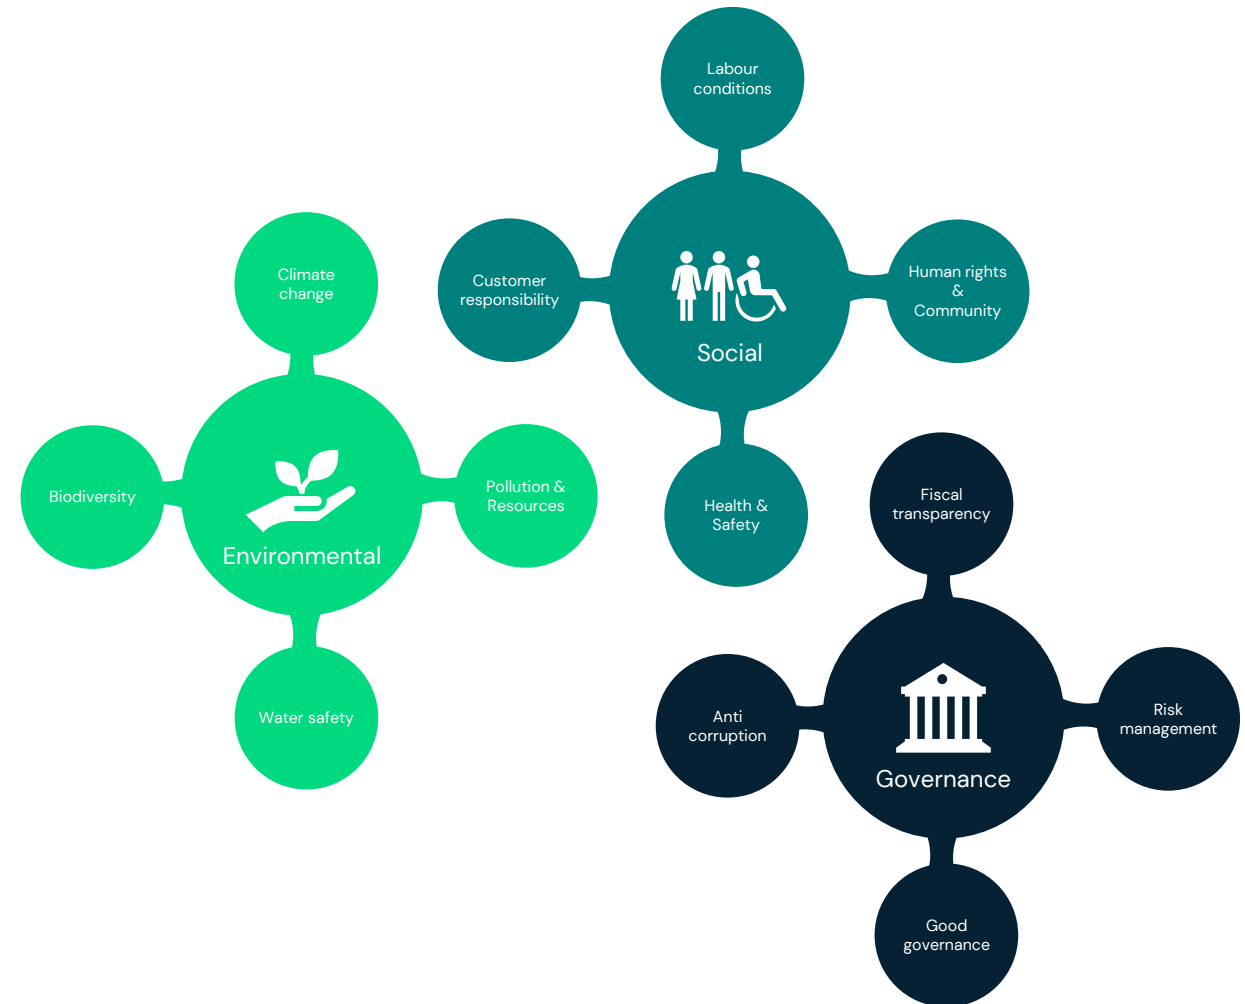 Labour
conditions
Customer
responsibility
Human rights
&
Community
Social
Health &
Safety
Climate
change
Biodiversity
Pollution &
Resources
Environmental
Water safety
Fiscal
transparency
Anti
corruption
Risk
management
Governance
Good
governance